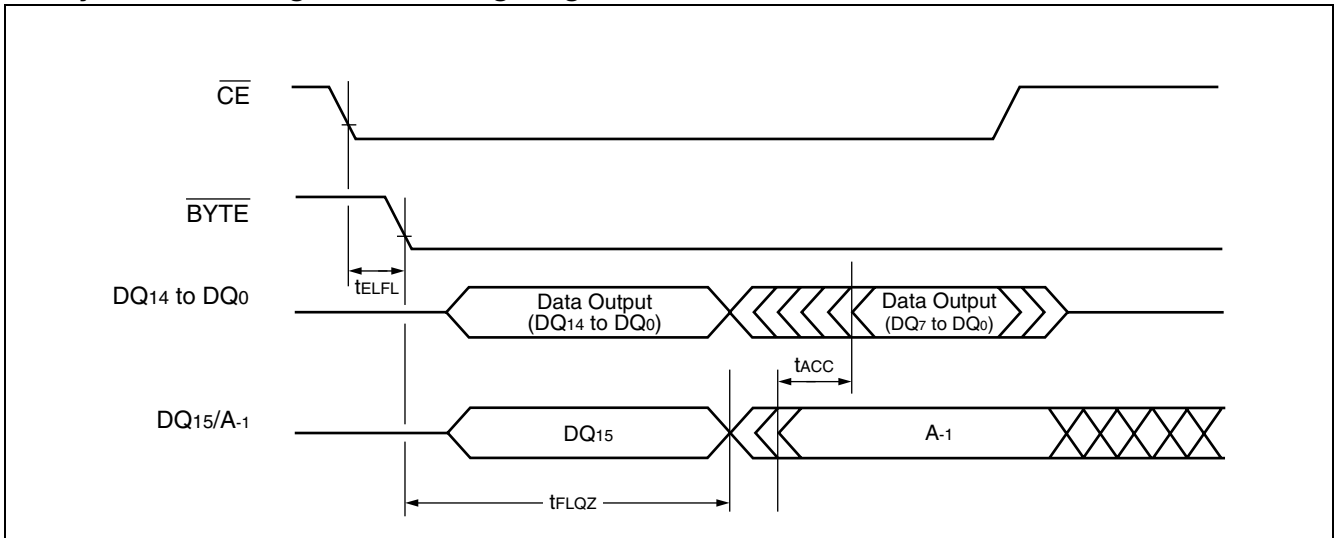 CE
BYTE
tELFL
DQ14 to DQ0
Data Output
(DQ14 to DQ0)
Data Output
(DQ7 to DQ0)
tACC
DQ15/A-1
DQ15
A-1
tFLQZ